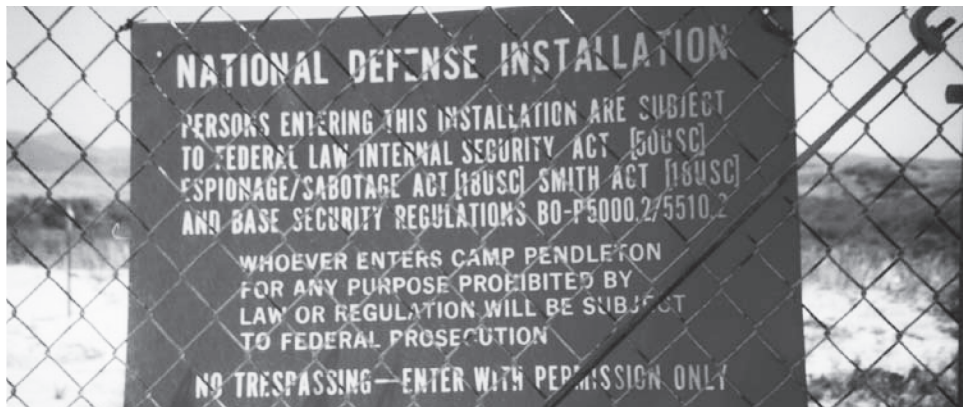 NATIONAL DEFENSE INSTALLATION
PERSONS ENTERING THIS INSTALLATION ARE SUBJECT
TO FEDERAL LAW INTERNAL SECURITY ACT [50USC]
ESPIONAGE/SABOTAGE ACT [18USC] SMITH ACT [18USC]
AND BASE SECURITY REGULATIONS BO-P5000.2/5510.2
WHOEVER ENTERS CAMP PENDLETON
FOR ANY PURPOSE PROHIBITED BY
LAW OR REGULATION WILL BE SUBJECT
TO FEDERAL PROSECUTION
NO TRESPASSING—ENTER WITH PERMISSION ONLY